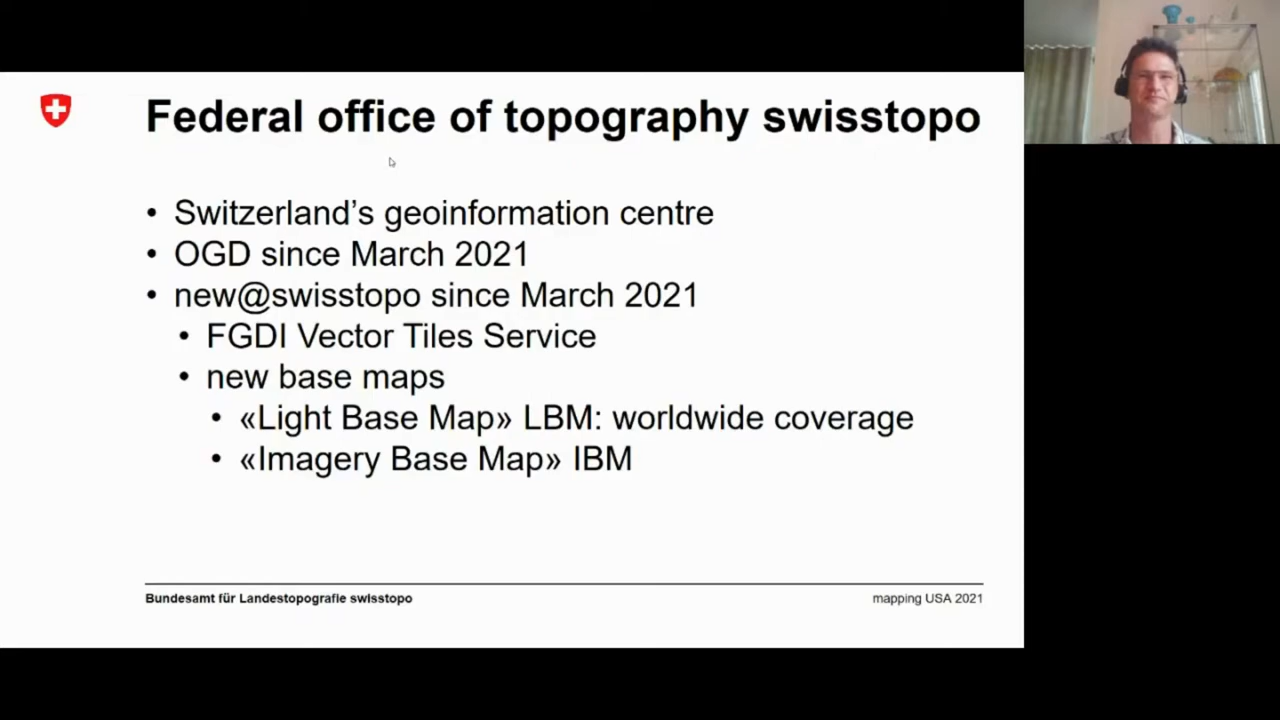 Federal office of topography swisstopo
• Switzerland’s geoinformation centre
• OGD since March 2021
• new@swisstopo since March 2021
• FGDI Vector Tiles Service
• new base maps
• «Light Base Map» LBM: worldwide coverage
• «Imagery Base Map» IBM
Bundesamt für Landestopografie swisstopo
mapping USA 2021